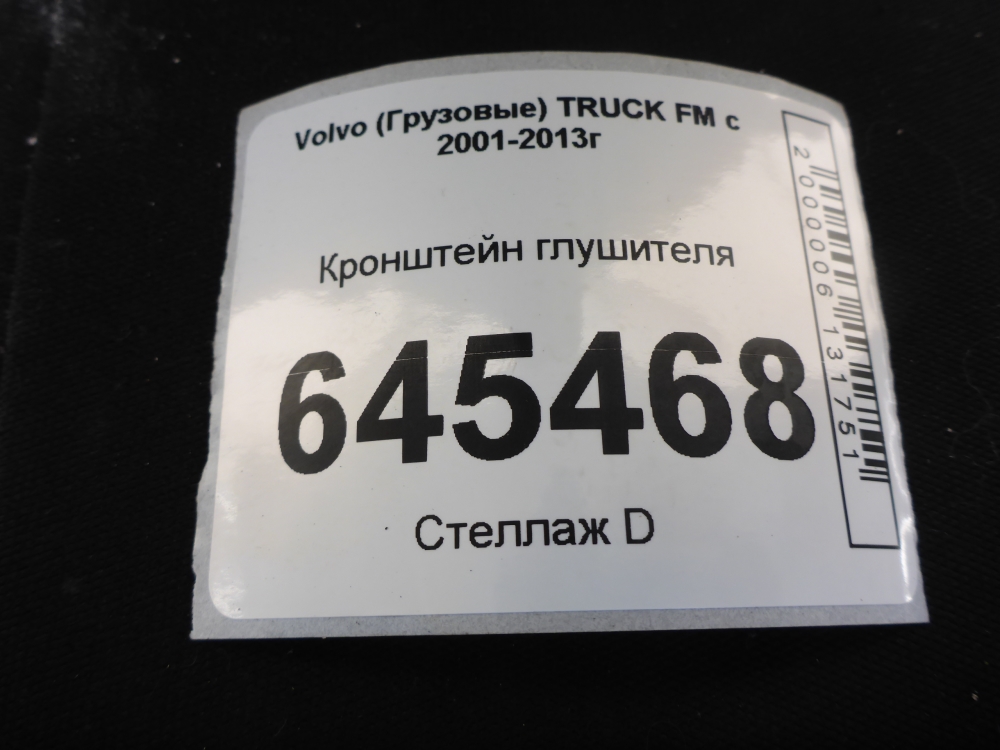 Volvo (Грузовые) TRUCK FM с
2001-2013г
Кронштейн глушителя
645468
Стеллаж D
2000006131751